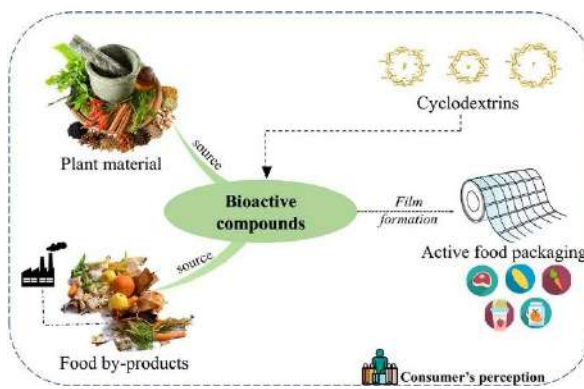 Cyclodextrins
Plant material
source
Bioactive
compounds
Film
formation
source
Active food packaging
Food by-products
Consumer's perception